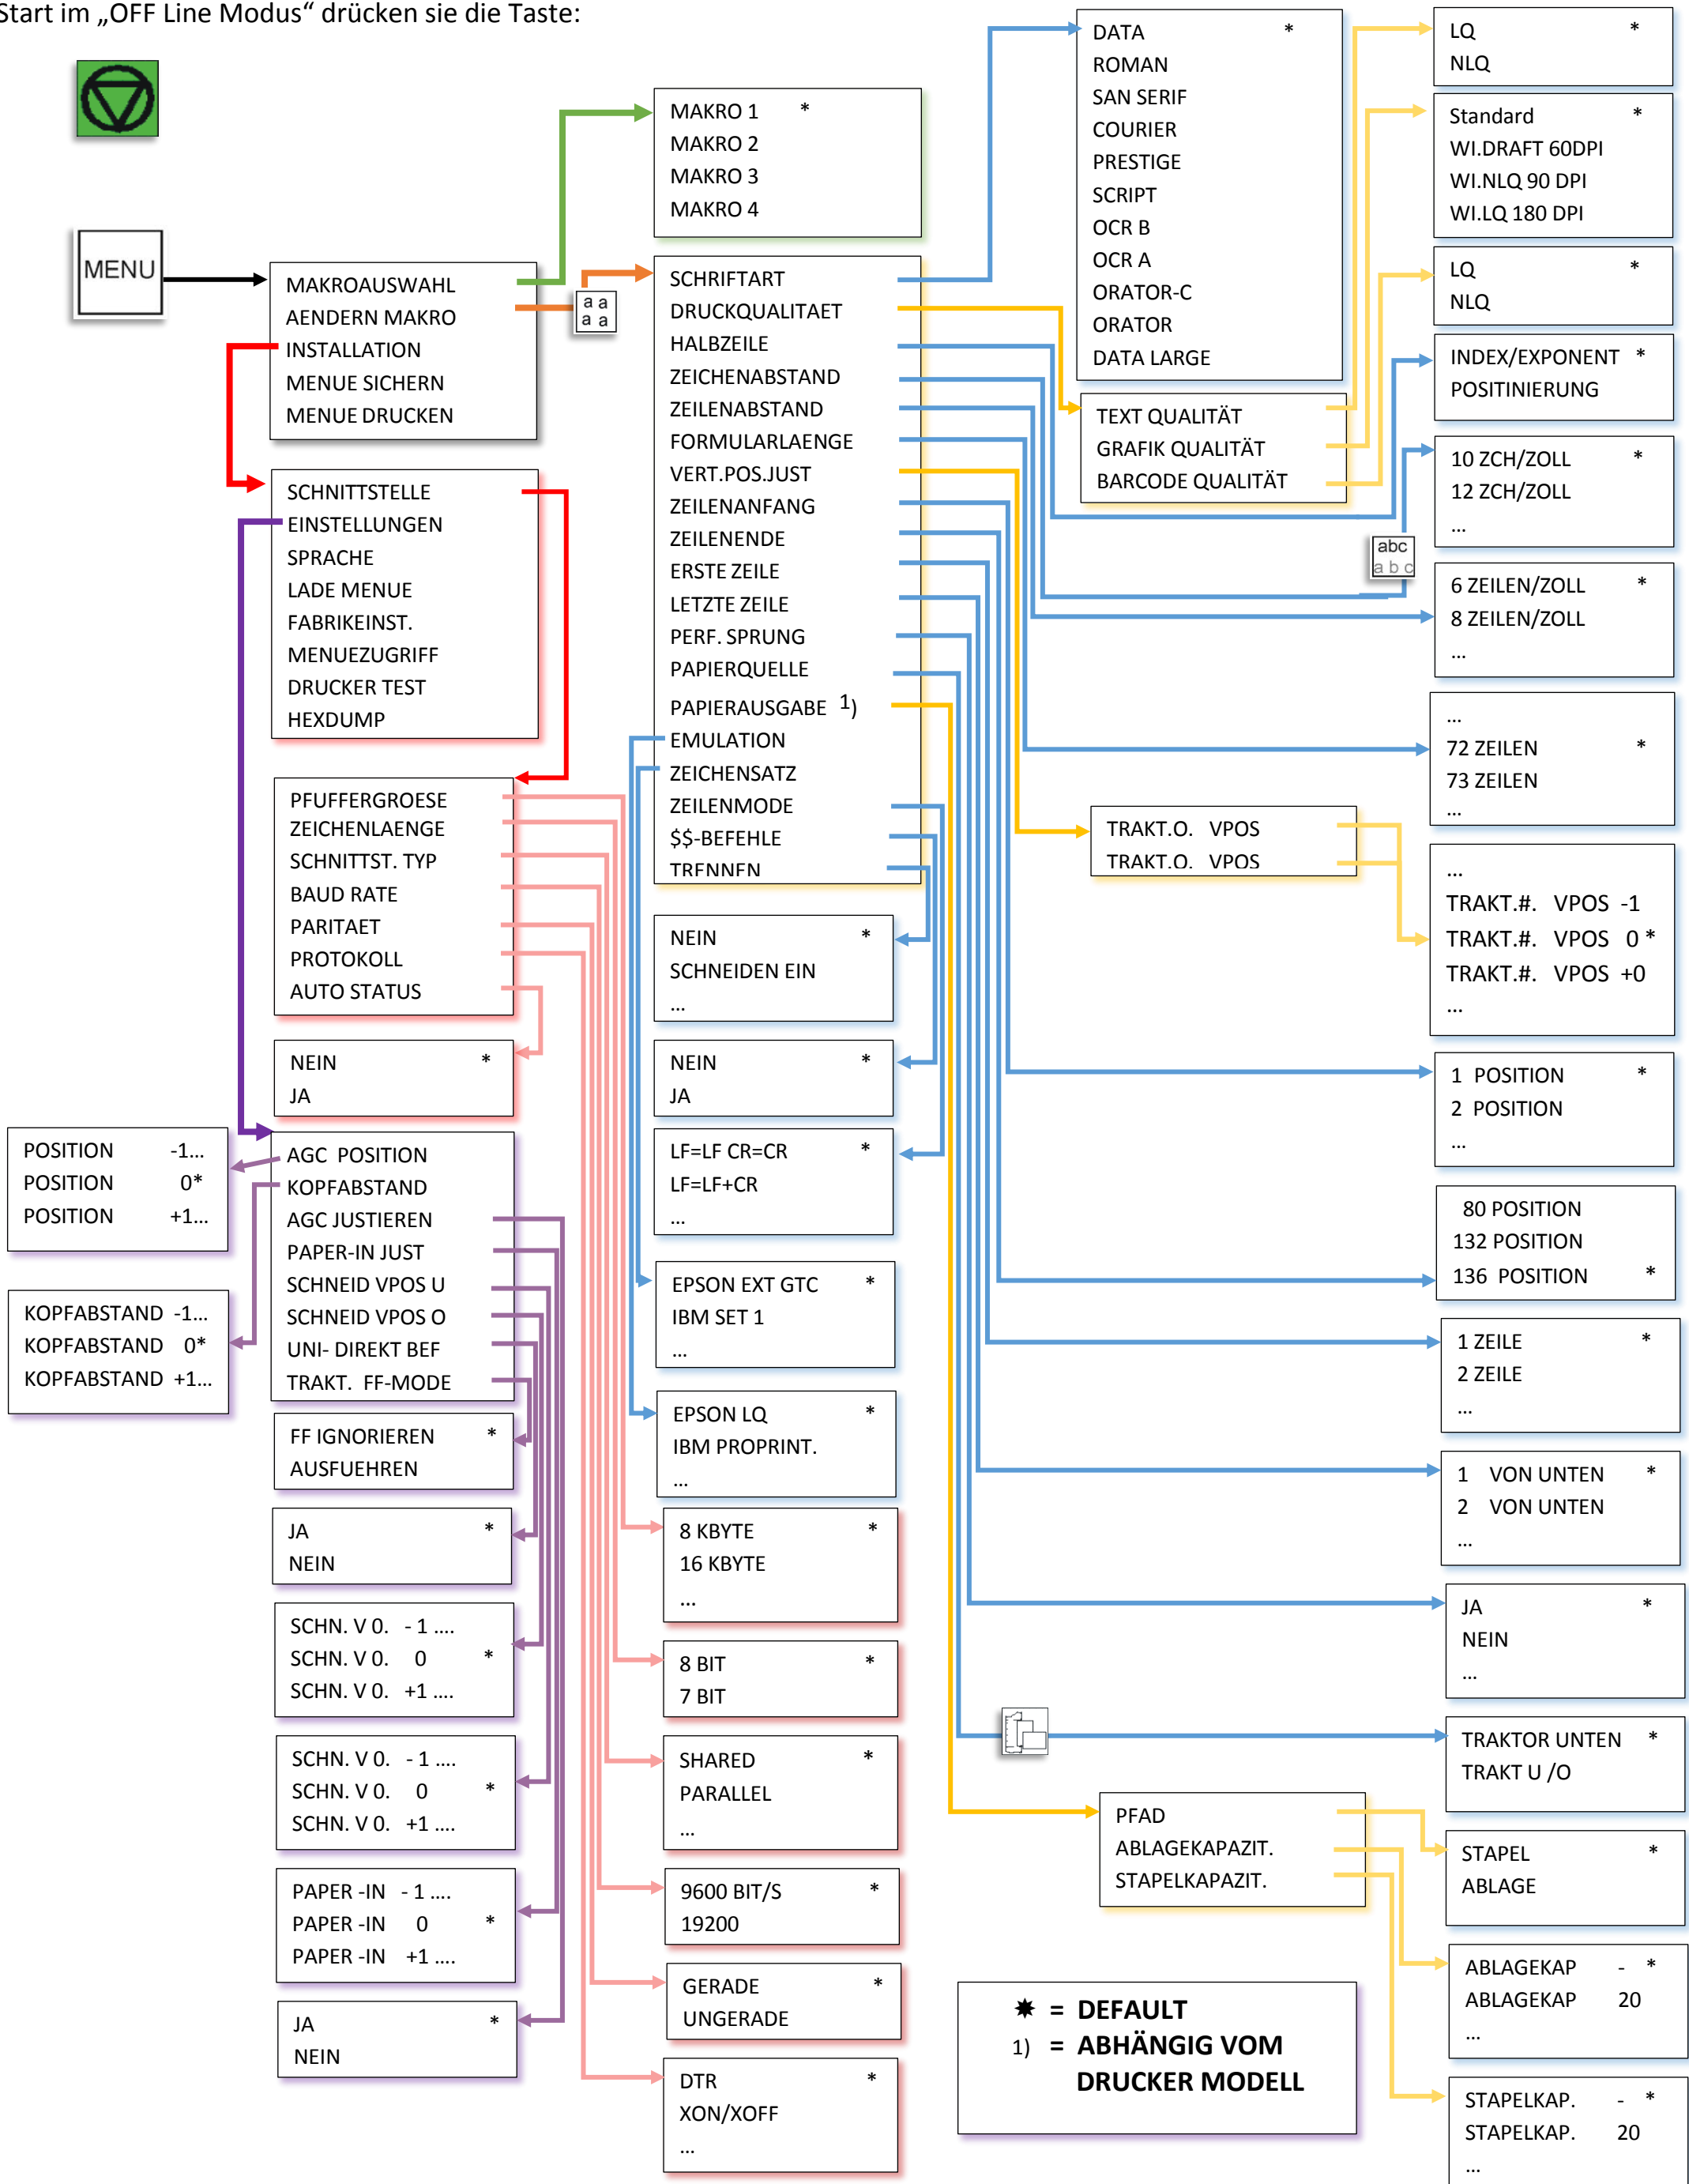 Start im „OFF Line Modus“ drücken sie die Taste:
MENU
MAKROAUSWAHL
AENDERN MAKRO
INSTALLATION
MENUE SICHERN
MENUE DRUCKEN
a a
a a
MAKRO 1 *
MAKRO 2
MAKRO 3
MAKRO 4
SCHNITTSTELLE
EINSTELLUNGEN
SPRACHE
LADE MENUE
FABRIKEINST.
MENUEZUGRIFF
DRUCKER TEST
HEXDUMP
PFUFFERGROESE
ZEICHENLAENGE
SCHNITTST. TYP
BAUD RATE
PARITAET
PROTOKOLL
AUTO STATUS
NEIN *
JA
POSITION -1...
POSITION 0*
POSITION +1...
KOPFABSTAND -1...
KOPFABSTAND 0*
KOPFABSTAND +1...
AGC POSITION
KOPFABSTAND
AGC JUSTIEREN
PAPER-IN JUST
SCHNEID VPOS U
SCHNEID VPOS O
UNI- DIREKT BEF
TRAKT. FF-MODE
FF IGNORIEREN *
AUSFUEHREN
JA *
NEIN
SCHN. V 0. - 1 ....
SCHN. V 0. 0 *
SCHN. V 0. +1 ....
SCHN. V 0. - 1 ....
SCHN. V 0. 0 *
SCHN. V 0. +1 ....
PAPER -IN - 1 ....
PAPER -IN 0 *
PAPER -IN +1 ....
JA *
NEIN
SCHRIFTART
DRUCKQUALITAET
HALBZEILE
ZEICHENABSTAND
ZEILENABSTAND
FORMULARLAENGE
VERT.POS.JUST
ZEILENANFANG
ZEILENENDE
ERSTE ZEILE
LETZTE ZEILE
PERF. SPRUNG
PAPIERQUELLE
PAPIERAUSGABE 1)
EMULATION
ZEICHENSATZ
ZEILENMODE
$$-BEFEHLE
TRENNEN
NEIN *
SCHNEIDEN EIN
...
NEIN *
JA
LF=LF CR=CR *
LF=LF+CR
...
EPSON EXT GTC *
IBM SET 1
...
EPSON LQ *
IBM PROPRINT.
...
8 KBYTE *
16 KBYTE
...
8 BIT *
7 BIT
SHARED *
PARALLEL
...
9600 BIT/S *
19200
GERADE *
UNGERADE
DTR *
XON/XOFF
...
DATA *
ROMAN
SAN SERIF
COURIER
PRESTIGE
SCRIPT
OCR B
OCR A
ORATOR-C
ORATOR
DATA LARGE
TEXT QUALITÄT
GRAFIK QUALITÄT
BARCODE QUALITÄT
abc
a b c
TRAKT.O. VPOS
TRAKT.O. VPOS
PFAD
ABLAGEKAPAZIT.
STAPELKAPAZIT.
✷ = DEFAULT
1) = ABHÄNGIG VOM
DRUCKER MODELL
LQ *
NLQ
Standard *
WI.DRAFT 60DPI
WI.NLQ 90 DPI
WI.LQ 180 DPI
LQ *
NLQ
INDEX/EXPONENT *
POSITINIERUNG
10 ZCH/ZOLL *
12 ZCH/ZOLL
...
6 ZEILEN/ZOLL *
8 ZEILEN/ZOLL
...
...
72 ZEILEN *
73 ZEILEN
...
...
TRAKT.#. VPOS -1
TRAKT.#. VPOS 0 *
TRAKT.#. VPOS +0
...
1 POSITION *
2 POSITION
...
80 POSITION
132 POSITION
136 POSITION *
1 ZEILE *
2 ZEILE
...
1 VON UNTEN *
2 VON UNTEN
...
JA *
NEIN
...
TRAKTOR UNTEN *
TRAKT U /O
STAPEL *
ABLAGE
ABLAGEKAP - *
ABLAGEKAP 20
...
STAPELKAP. - *
STAPELKAP. 20
...